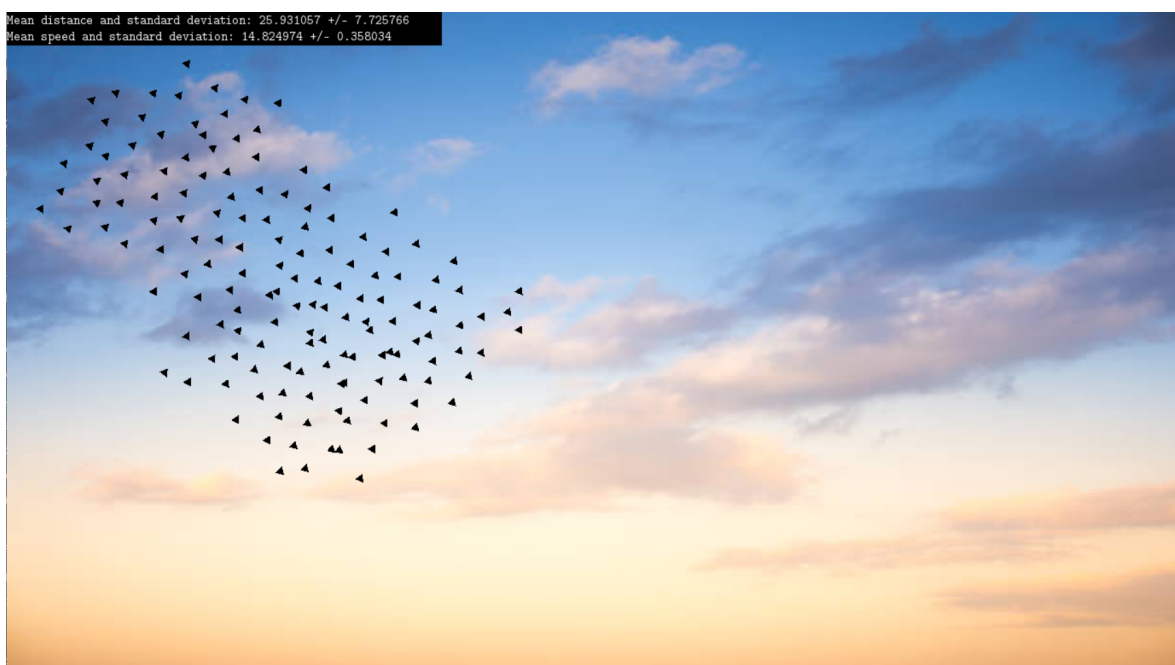 Mean distance and standard deviation: 25.931057 +/- 7.725766
Mean speed and standard deviation: 14.824974 +/- 0.358034